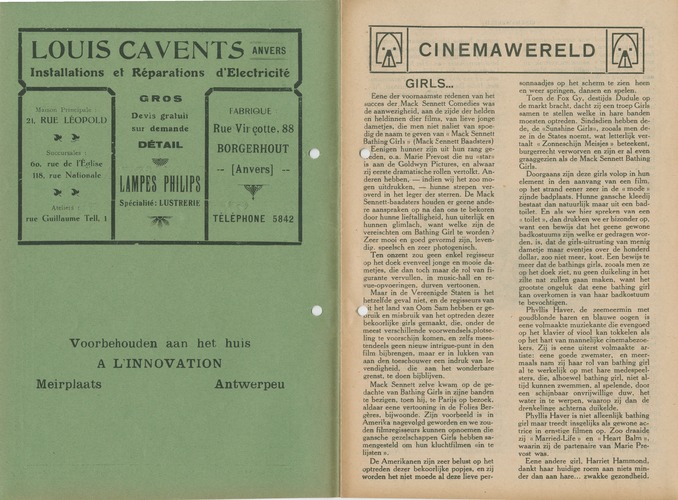 LOUIS CAVENTS ANVERS
Installations et Réparations d'Electricité
Maison Principale :
21. RUE LÉOPOLD
Succursales :
60. rue de l'Église
118, rue Nationale
Ateliers :
rue Guillaume Tell, 1
GROS
Devis gratuit
sur demande
DÉTAIL
LAMPES PHILIPS
Spécialité: LUSTRERIE
FABRIQUE :
Rue Virgotte. 88
BORGERHOUT
— [Anvers] —
TÉLÉPHONE 5842
Voorbehouden aan het huis
A L'INNOVATION
Meirplaats Antwerpeu
CINEMAWERELD
GIRLS...
Eene der voornaamste redenen van het
succes der Mack Sennett Comedies was
de aanwezigheid, aan de zijde der helden
en heldinnen dier films, van lieve jonge
dametjes, die men niet zaliger van spoe-
dig de naam te geven van « Mack Sennett
Bathing Girls » (Mack Sennett Baadsters)
Eenigen hunner zijn uit hun rang ge-
treden, o.a. Marie Prevost die nu «star»
is aan de Goldwyn Pictures, en alwaar
zij eerste dramatische rollen vertolkt. An-
deren hebben, — indien wij het zoo mo-
gen uitdrukken, — hunne strepen ver-
overd in het leger der sterren. De Mack
Sennett-baadsters houden er geerne ande-
re aanspraken op na dan ons te bekoren
door hunne lieftalligheid, hun uiterlijk en
hunnen glimlach, want welke zijn de
vereischten om Bathing Girl te worden?
Zeer mooi en goed gevormd zijn, leven-
dig, speelsch en zeer photogenisch.
Ten onzent zou geen enkel regisseur
op het doek evenveel jonge en mooie da-
metjes, die dan toch maar de rol van fi-
gurante vervullen, in music-hall en re-
vue-opvoeringen, durven vertoonen.
Maar in de Vereenigde Staten is het
hetzelfde geval niet, en de regisseurs van
uit het land van Oom Sam hebben er ge-
bruik en misbruik van het optreden dezer
bekoorlijke girls gemaakt, die, onder de
meest verschillende voorwendsels,plotse-
ling te voorschijn komen, en zelfs mees-
tendeels geen nieuw intrigue-punt in den
film bijbrengen, maar er in lukken van
aan den toeschouwer een indruk van le-
vendigheid, die aan het wonderbare
grenst, te doen bijblijven.
Mack Sennett zelve kwam op de ge-
dachte van Bathing Girls in zijne banden
te bezigen, toen hij, te Parijs op bezoek,
aldaar eene vertooning in de Folies Ber-
gères, bijwoonde. Zijn voorbeeld is in
Amerika nagevolgd geworden en we zou-
den filmregisseurs kunnen opnoemen die
gansche gezelschappen Girls hebben sa-
mengesteld om hun kluchtfilmen «in te
lijsten ».
De Amerikanen zijn zeer belust op het
optreden derer bekoorlijke popjes, en zij
worden het niet moede al deze lieve per-
sonnaadjes op het scherm te zien heen
en weer springen, dansen en spelen.
Toen de Fox Gy, destijds Dudule op
de markt bracht, dacht zij een troep Girls
samen te stellen welke in hare banden
moesten optreden. Sindsdien hebben de-
de, de «Sunshine Girls», zooals men de-
ze in de Staten noemt, wat letterlijk ver-
taalt « Zonneschijn Meisjes » beteekent,
burgerrecht verworven en zijn er al even
graaggezien als de Mack Sennett Bathing
Girls.
Doorgaans zijn deze girls volop in hun
element in den aanvang van een film,
op het strand eener zeer in de « mode »
zijnde badplaats. Hunne gansche kleedij
bestaat dan natuurlijk maar uit een bad-
toilet. En als we hier spreken van een
« toilet », dan drukken we er bizonder op,
want een bewijs dat het geene gewone
badkostuums zijn welke er gedragen wor-
den, is, dat de girls-uitrusting van menig
dametje maar eventjes over de honderd
dollar, zoo niet meer, kost. Een bewijs te
meer dat de bathings girls, zooals men ze
op het doek ziet, nu geen duikeling in het
zilte nat zullen gaan maken, want het
grootste ongeluk dat eene bathing girl
kan overkomen is van haar badkostuum
te bevochtigen.
Phyllis Haver, de zeemeermin met
goudblonde haren en blauwe oogen is
eene volmaakte muziekante die evengoed
op het klavier of viool kan tokkelen als
op het hart van mannelijke cinemabezoe-
kers. Zij is eene uiterst volmaakte ar-
tiste: eene goede zwemster, en meer-
maals nam zij haar rol van bathing girl
al te werkelijk op met hare medespeel-
sters, die, alhoewel bathing girl, niet al-
tijd kunnen zwemmen, al spelende, door
een schijnbaar onvrijwillige duw, het
water in te werpen, waarop zij dan de
drenkelinge achterna duikelde.
Phyllis Haver is niet alleenlijk bathing
girl maar treedt insgelijks als gewone ac-
trice in ernstige filmen op. Zoo draaide
zij «Married-Life» en « Heart Balm »,
waarin zij de partenaire van Marie Pre-
vost was.
Eene andere girl, Harriet Hammond,
dankt haar huidige roem aan niets min-
der dan aan hare... zwakke gezondheid.